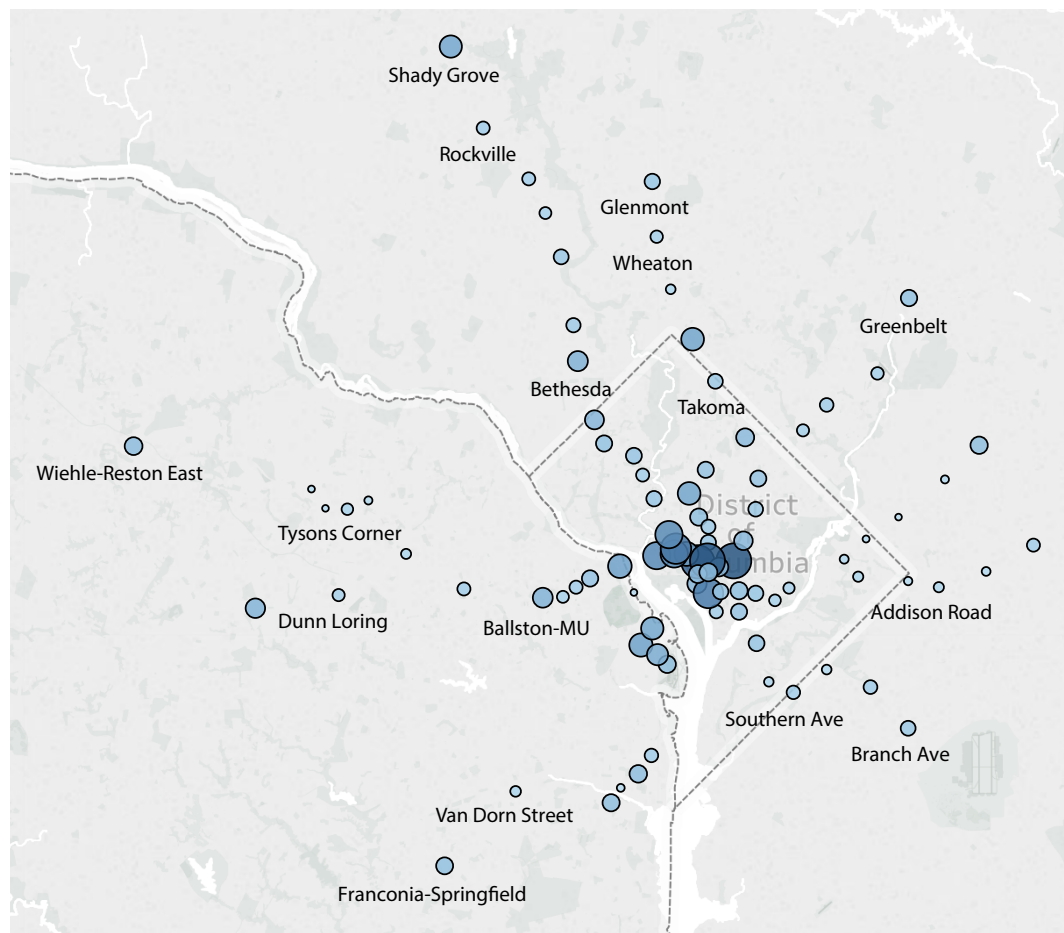 Shady Grove
Rockville
Glenmont
Wheaton
Greenbelt
Bethesda
Takoma
Wiehle-Reston East
District
of
Tysons Corner
Dunn Loring
Ballston-MU
Addison Road
Southern Ave
Branch Ave
Van Dorn Street
Franconia-Springfield